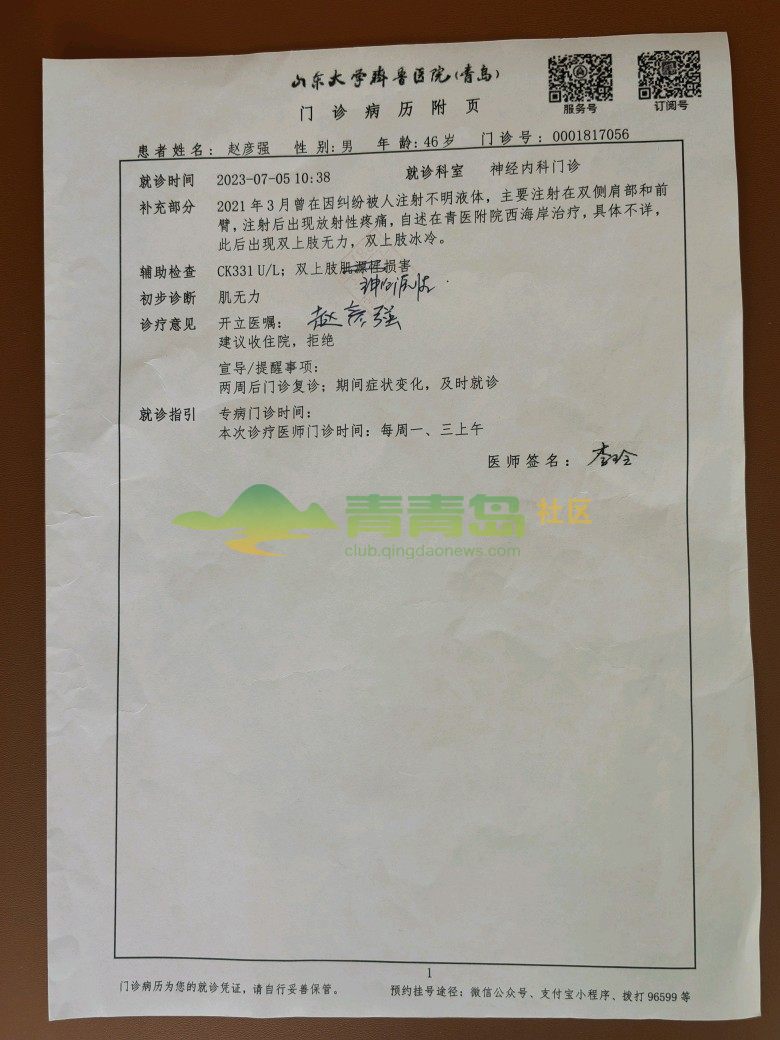 山东大学齐鲁医院(青岛)
门诊病历附页
服务号
订阅号
患者姓名: 赵彦强 性别:男 年龄:46岁 门诊号:0001817056
就诊时间 2023-07-05 10:38 就诊科室 神经内科门诊
补充部分 2021年3月曾在因纠纷被人注射不明液体,主要注射在双侧肩部和前
臂,注射后出现放射性疼痛,自述在青医附院西海岸治疗,具体不详,
此后出现双上肢无力,双上肢冰冷。
辅助检查 CK331 U/L;双上肢肌源性损害
初步诊断 肌无力
诊疗意见 开立医嘱: 赵彦强
建议收住院,拒绝
宣导/提醒事项:
两周后门诊复诊;期间症状变化,及时就诊
就诊指引 专病门诊时间:
本次诊疗医师门诊时间:每周一、三上午
医师签名: 李玲
青青岛 社区
club.qingdaonews.com
1
门诊病历为您的就诊凭证,请自行妥善保管。 预约挂号途径:微信公众号、支付宝小程序、拨打96599等